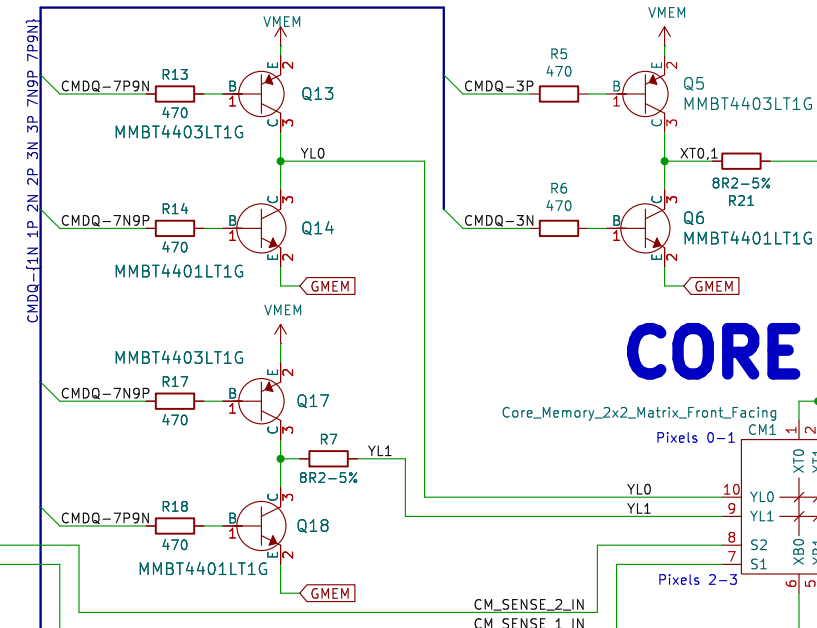 CMDQ-{1N 1P 2N 2P 3N 3P 7N9P 7P9N}
VMEM
CMDQ-7P9N
R13
470
B
1
E
2
C
3
Q13
MMBT4403LT1G
YL0
CMDQ-7N9P
R14
470
B
1
C
3
E
2
Q14
MMBT4401LT1G
GMEM
VMEM
MMBT4403LT1G
CMDQ-7N9P
R17
470
B
1
E
2
C
3
Q17
R7
8R2-5%
YL1
CMDQ-7P9N
R18
470
B
1
C
3
E
2
Q18
MMBT4401LT1G
GMEM
VMEM
CMDQ-3P
R5
470
B
1
E
2
C
3
Q5
MMBT4403LT1G
XT0,1
8R2-5%
R21
CMDQ-3N
R6
470
B
1
C
3
E
2
Q6
MMBT4401LT1G
GMEM
CORE
Core_Memory_2x2_Matrix_Front_Facing
CM1
Pixels 0-1
1
2
XT0
YL0
10
YL0
YL1
9
YL1
8
S2
7
S1
XB0
Pixels 2-3
6
5
CM_SENSE_2_IN
CM_SENSE_1_IN